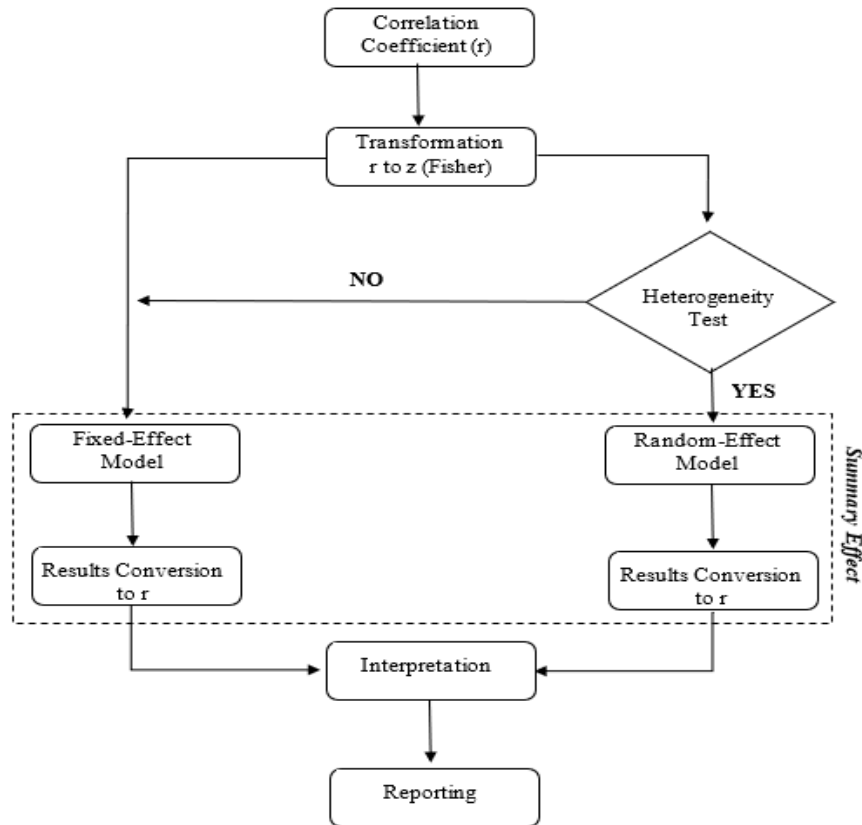 Correlation
Coefficient (r)
Transformation
r to z (Fisher)
NO
Heterogeneity
Test
YES
Fixed-Effect
Model
Random-Effect
Model
Summary Effect
Results Conversion
to r
Results Conversion
to r
Interpretation
Reporting